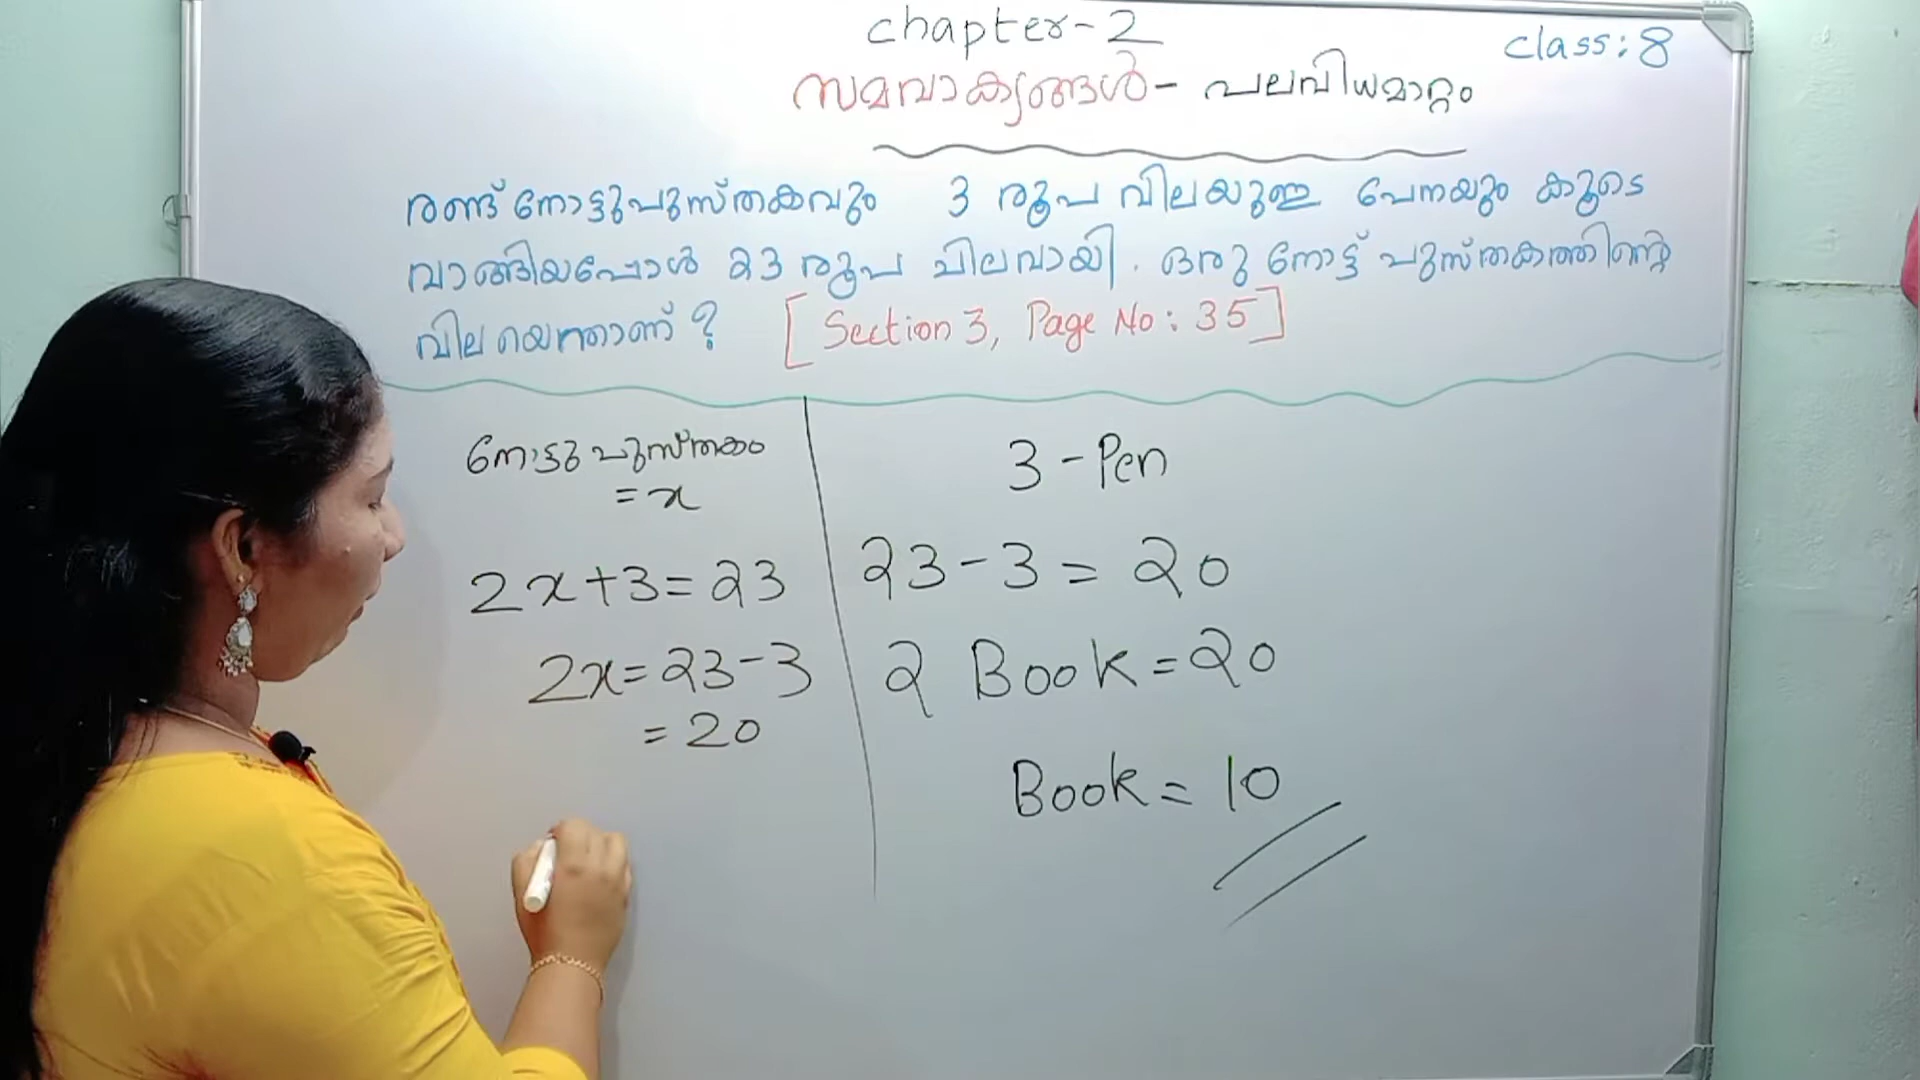 chapter-2
class: 8
സമവാക്യങ്ങൾ- പലവിധമാറ്റം
രണ്ട് നോട്ടുപുസ്തകവും 3 രൂപ വിലയുള്ള പേനയും കൂടെ
വാങ്ങിയപ്പോൾ 23 രൂപ ചിലവായി. ഒരു നോട്ട് പുസ്തകത്തിന്റെ
വില യെന്താണ് ? [Section 3, Page No: 35]
നോട്ടുപുസ്തകം
=x
2x+3=23
2x=23-3
=20
3-Pen
23-3=20
2 Book=20
Book=10